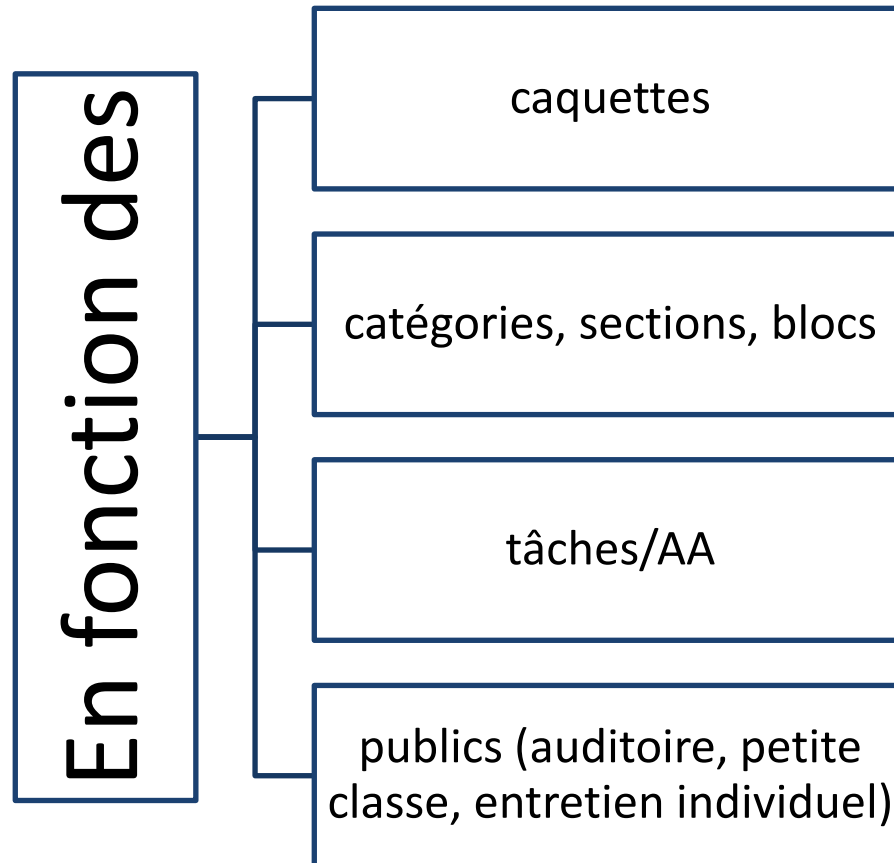 En fonction des
caquettes
catégories, sections, blocs
tâches/AA
publics (auditoire, petite
classe, entretien individuel)